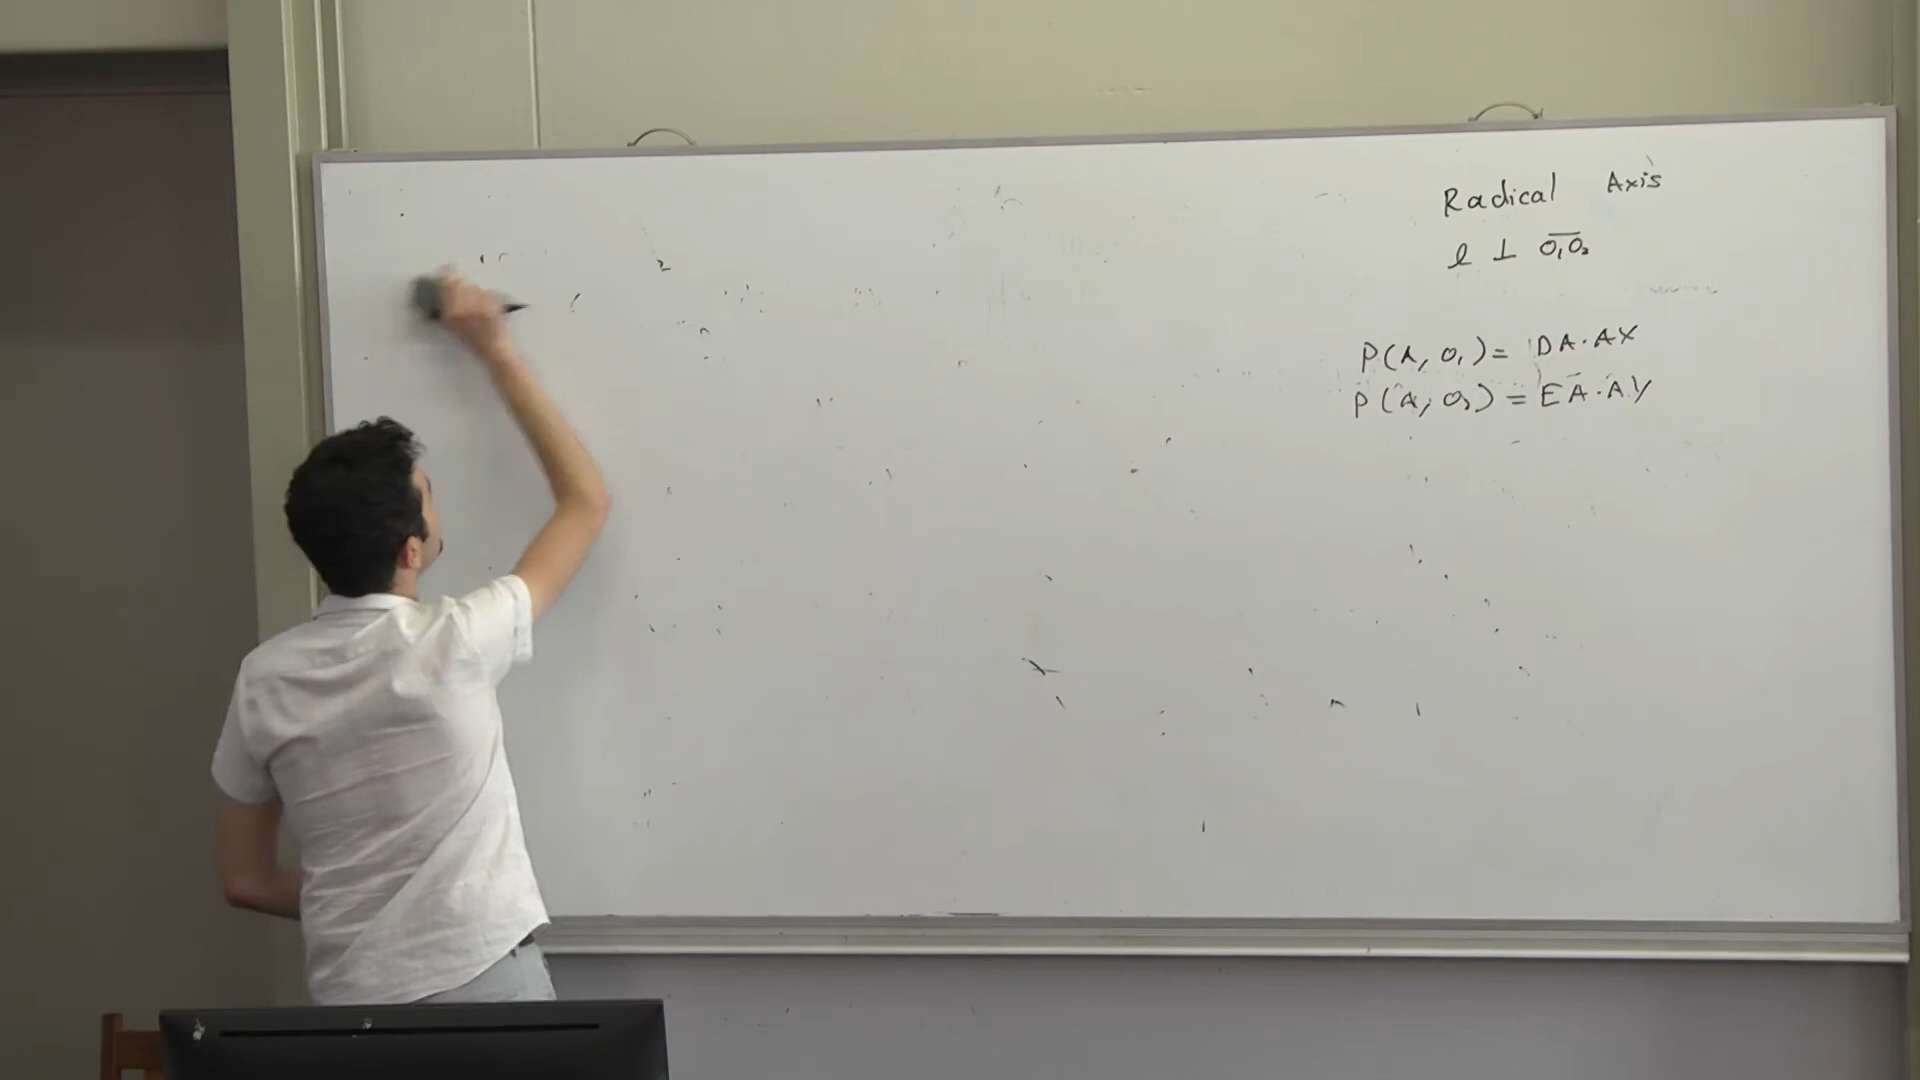 Radical Axis
l ⊥ O₁O₂
P(A, O₁) = DA·AX
P(A, O₂) = EA·AY